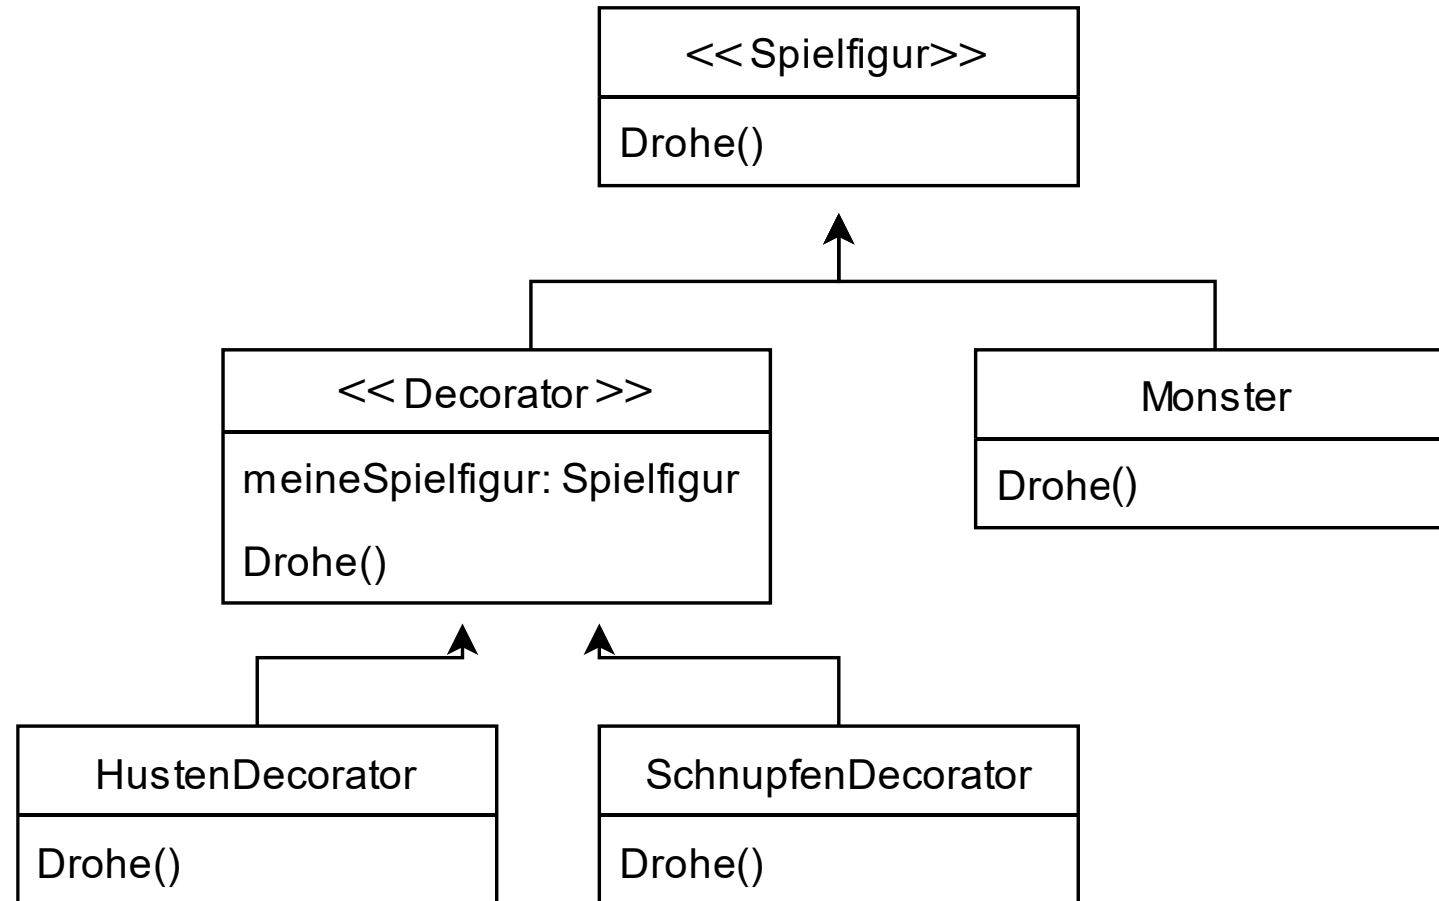 <<Spielfigur>>
Drohe()
<<Decorator>>
meineSpielfigur: Spielfigur
Drohe()
Monster
Drohe()
HustenDecorator
Drohe()
SchnupfenDecorator
Drohe()